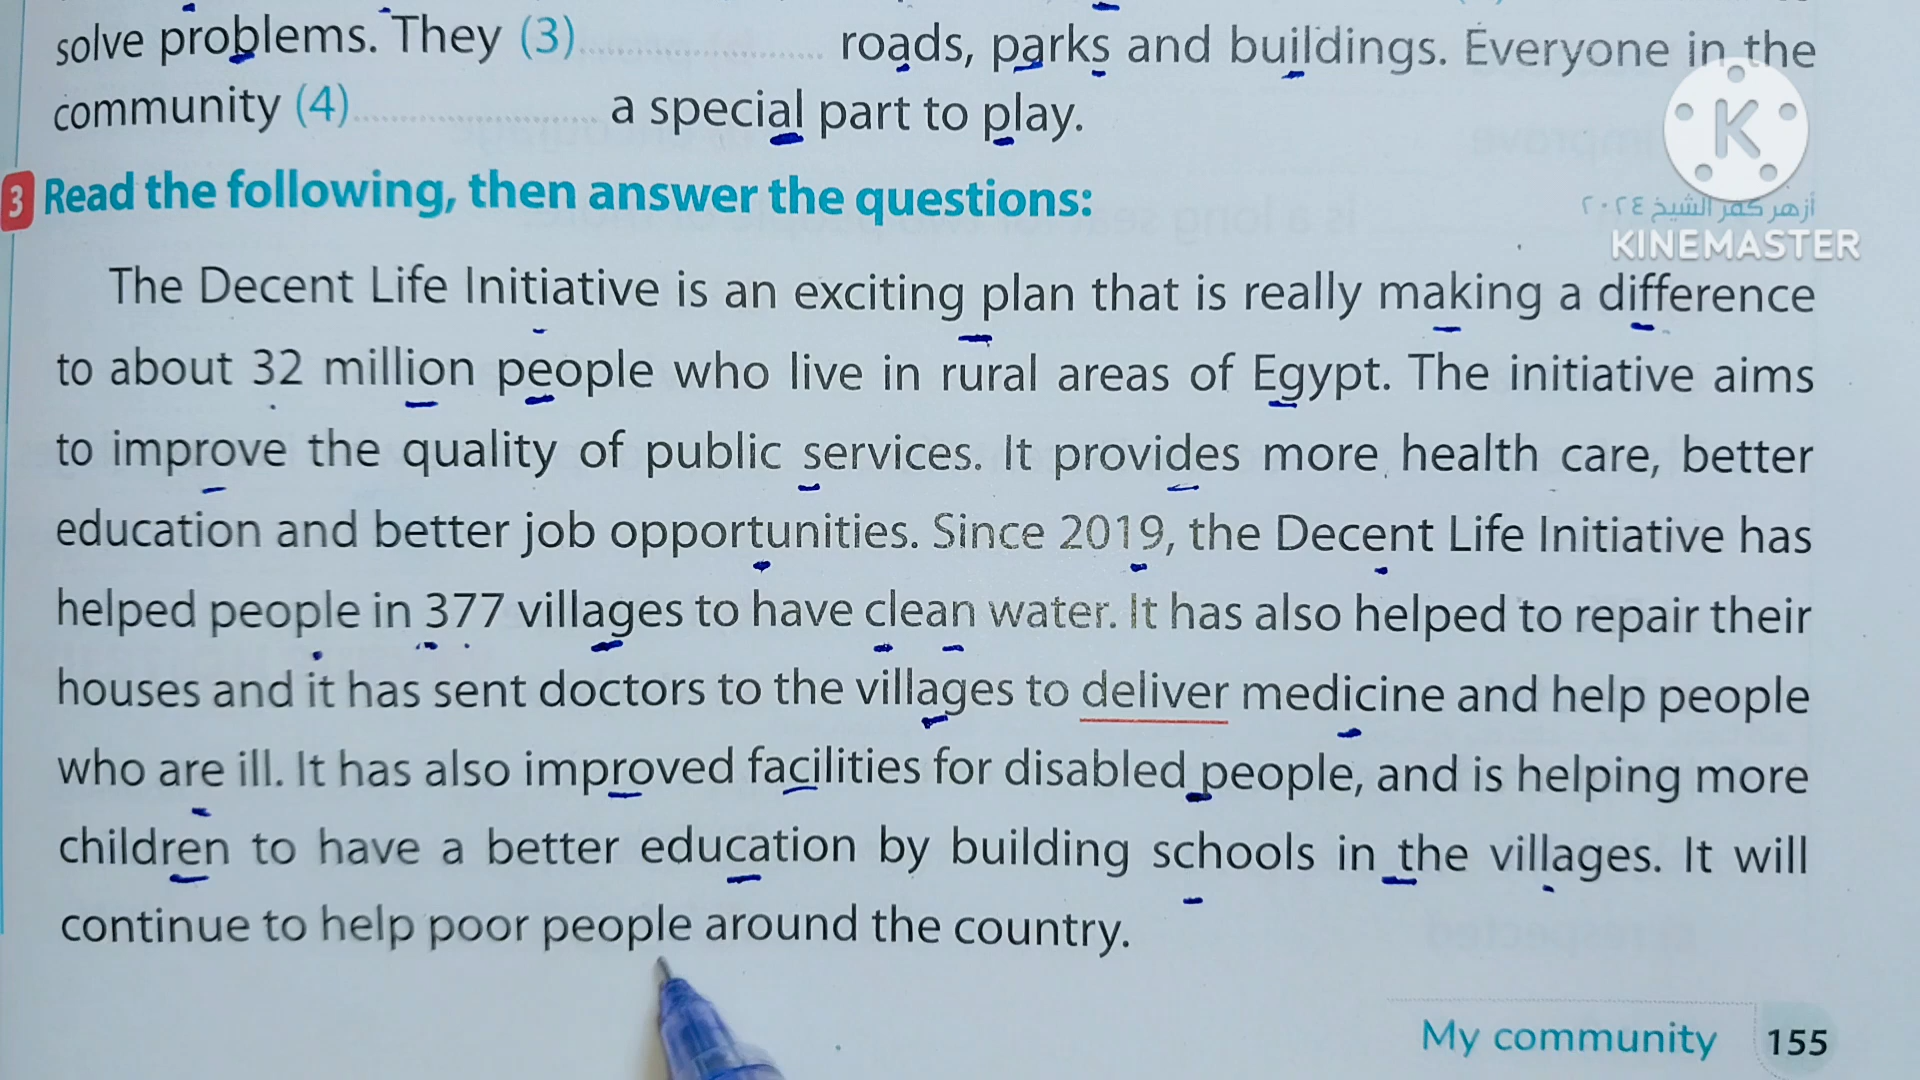 solve problems. They (3)........................ roads, parks and buildings. Everyone in the
community (4)........................ a special part to play.
3 Read the following, then answer the questions:
أزهر كفر الشيخ ٢٠٢٤
K
KINEMASTER
The Decent Life Initiative is an exciting plan that is really making a difference
to about 32 million people who live in rural areas of Egypt. The initiative aims
to improve the quality of public services. It provides more health care, better
education and better job opportunities. Since 2019, the Decent Life Initiative has
helped people in 377 villages to have clean water. It has also helped to repair their
houses and it has sent doctors to the villages to deliver medicine and help people
who are ill. It has also improved facilities for disabled people, and is helping more
children to have a better education by building schools in the villages. It will
continue to help poor people around the country.
My community 155